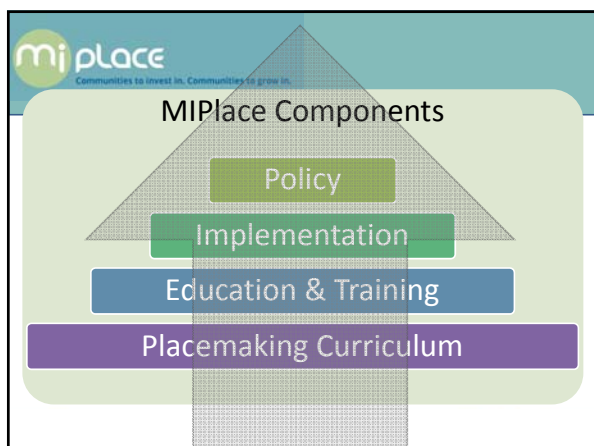 mi place
Communities to invest in. Communities to grow in.
MIPlace Components
Policy
Implementation
Education & Training
Placemaking Curriculum